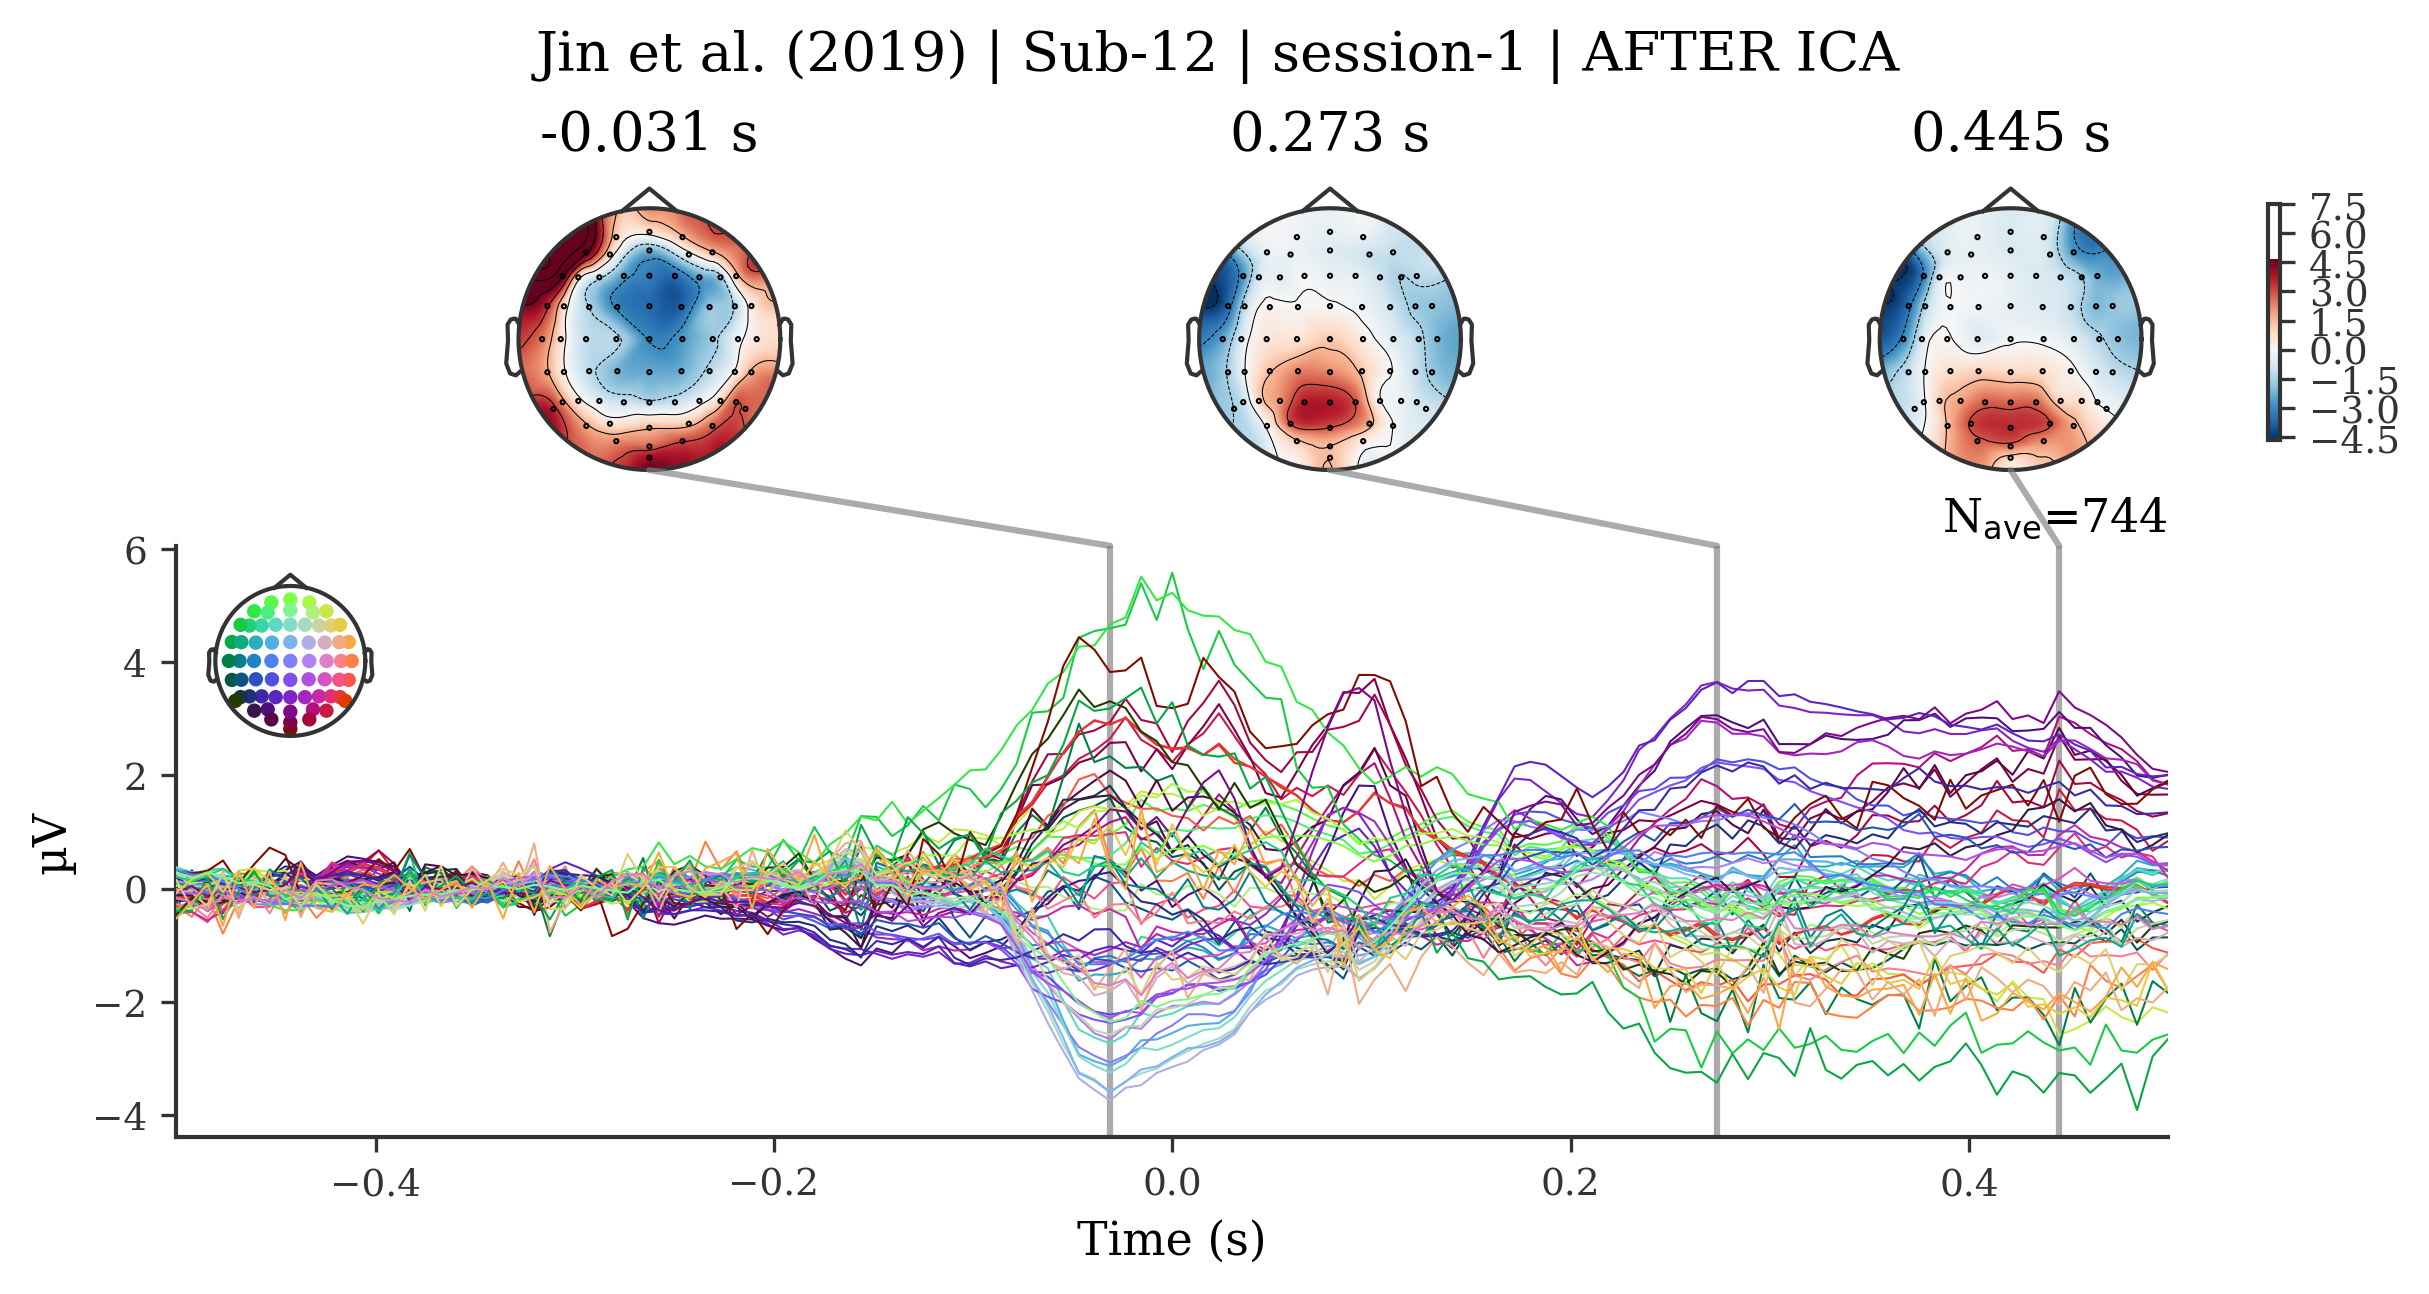 Jin et al. (2019) | Sub-12 | session-1 | AFTER ICA
-0.031 s
0.273 s
0.445 s
7.5
6.0
4.5
3.0
1.5
0.0
−1.5
−3.0
−4.5
Nave=744
6
4
2
0
−2
−4
µV
−0.4
−0.2
0.0
0.2
0.4
Time (s)